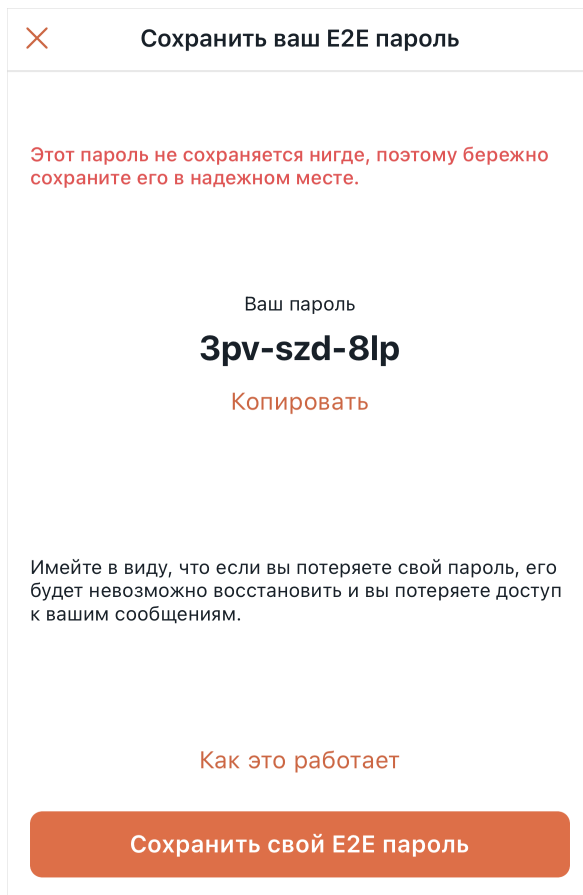 Сохранить ваш E2E пароль
Этот пароль не сохраняется нигде, поэтому бережно
сохраните его в надежном месте.
Ваш пароль
3pv-szd-8lp
Копировать
Имейте в виду, что если вы потеряете свой пароль, его
будет невозможно восстановить и вы потеряете доступ
к вашим сообщениям.
Как это работает
Сохранить свой E2E пароль